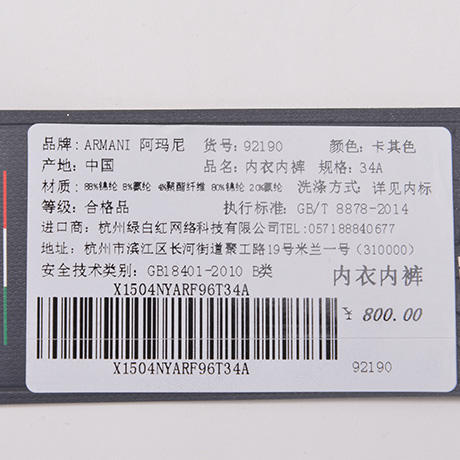 品牌: ARMANI 阿玛尼 货号: 92190 颜色: 卡其色
产地: 中国 品名: 内衣内裤 规格: 34A
材质: 88%锦纶 8%氨纶 4%聚酯纤维 80%锦纶 20%氨纶 洗涤方式: 详见内标
等级: 合格品 执行标准: GB/T 8878-2014
进口商: 杭州绿白红网络科技有限公司TEL:057188840677
地址: 杭州市滨江区长河街道聚工路19号米兰一号 (310000)
安全技术类别: GB18401-2010 B类
X1504NYARF96T34A
内衣内裤
¥ 800.00
X1504NYARF96T34A
92190